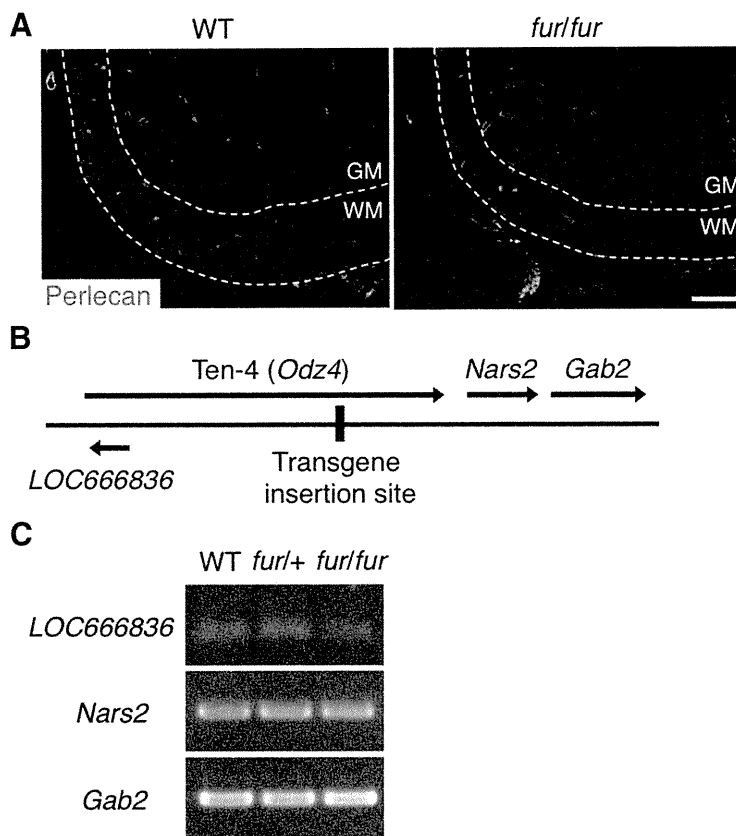 A
WT
fur/fur
GM
WM
GM
WM
Perlecan
B
Ten-4 (Odz4)
Nars2
Gab2
LOC666836
Transgene
insertion site
C
WT fur/+ fur/fur
LOC666836
Nars2
Gab2